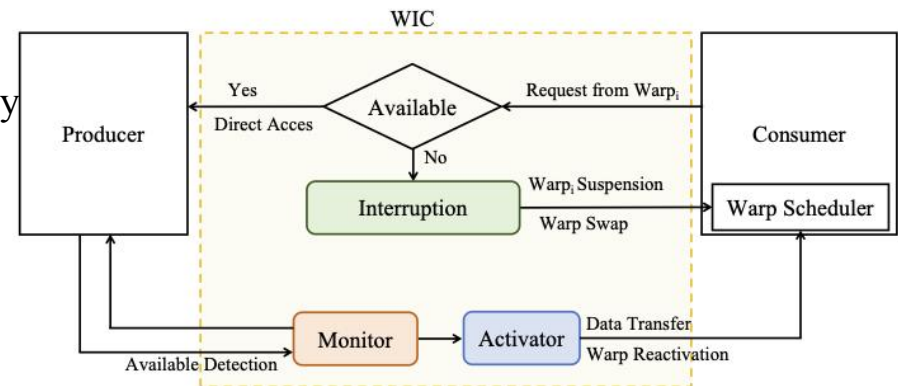 WIC
y
Yes
Direct Acces
Available
Request from Warpᵢ
Producer
Consumer
No
Interruption
Warpᵢ Suspension
Warp Swap
Warp Scheduler
Monitor
Activator
Data Transfer
Warp Reactivation
Available Detection